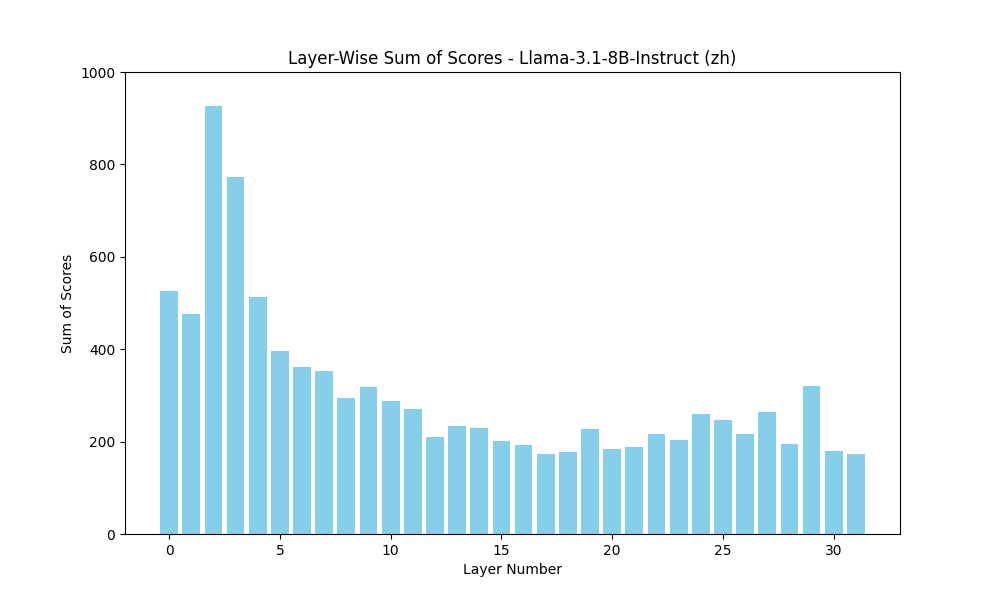 Layer-Wise Sum of Scores - Llama-3.1-8B-Instruct (zh)
1000
800
600
400
200
0
Sum of Scores
0 5 10 15 20 25 30
Layer Number